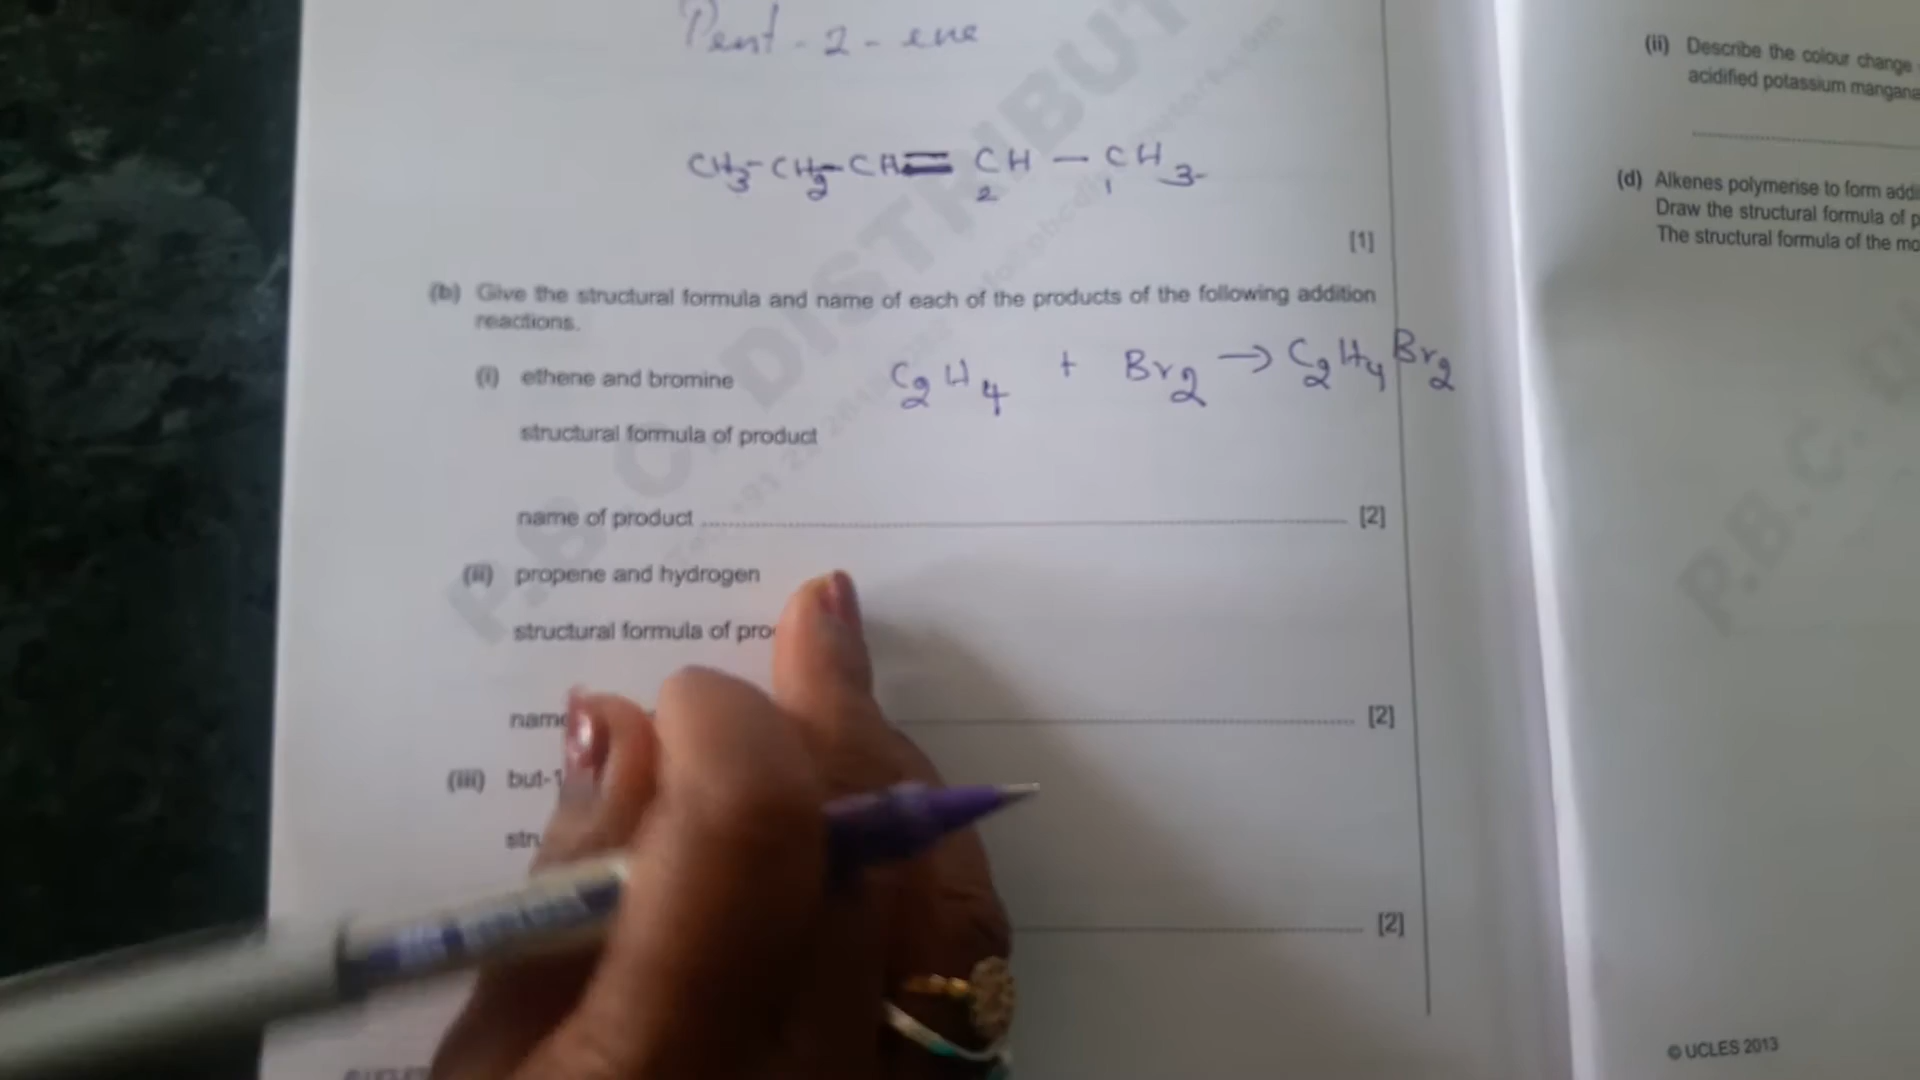 Pent - 2 - ene
CH3 - CH2 - CH = CH - CH3
2 1
[1]
(b) Give the structural formula and name of each of the products of the following addition
reactions.
(i) ethene and bromine C2H4 + Br2 → C2H4Br2
structural formula of product
name of product [2]
(ii) propene and hydrogen
structural formula of pro
name [2]
(iii) but-1
stru
[2]
(ii) Describe the colour change
acidified potassium mangana
(d) Alkenes polymerise to form addi
Draw the structural formula of p
The structural formula of the mo
© UCLES 2013
P.B.C. DISTRIBUT
P.B.C.